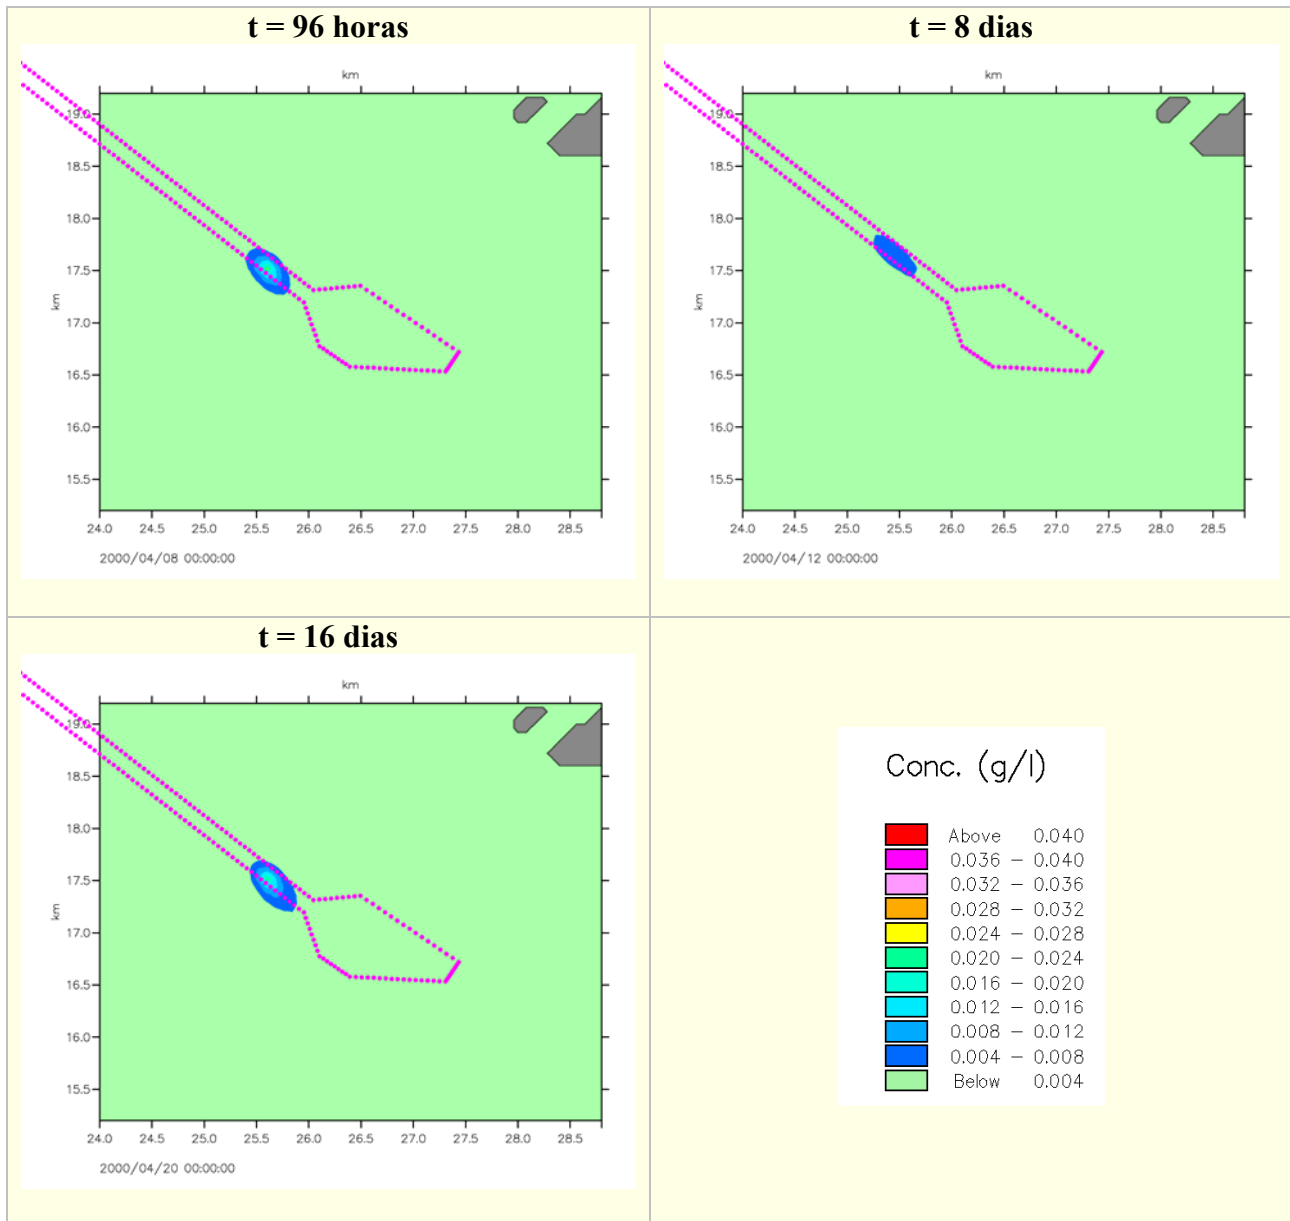 t = 96 horas
km
19.0
18.5
18.0
17.5
17.0
16.5
16.0
15.5
km
24.0 24.5 25.0 25.5 26.0 26.5 27.0 27.5 28.0 28.5
2000/04/08 00:00:00
t = 8 dias
km
19.0
18.5
18.0
17.5
17.0
16.5
16.0
15.5
km
24.0 24.5 25.0 25.5 26.0 26.5 27.0 27.5 28.0 28.5
2000/04/12 00:00:00
t = 16 dias
km
19.0
18.5
18.0
17.5
17.0
16.5
16.0
15.5
km
24.0 24.5 25.0 25.5 26.0 26.5 27.0 27.5 28.0 28.5
2000/04/20 00:00:00
Conc. (g/l)
Above 0.040
0.036 – 0.040
0.032 – 0.036
0.028 – 0.032
0.024 – 0.028
0.020 – 0.024
0.016 – 0.020
0.012 – 0.016
0.008 – 0.012
0.004 – 0.008
Below 0.004